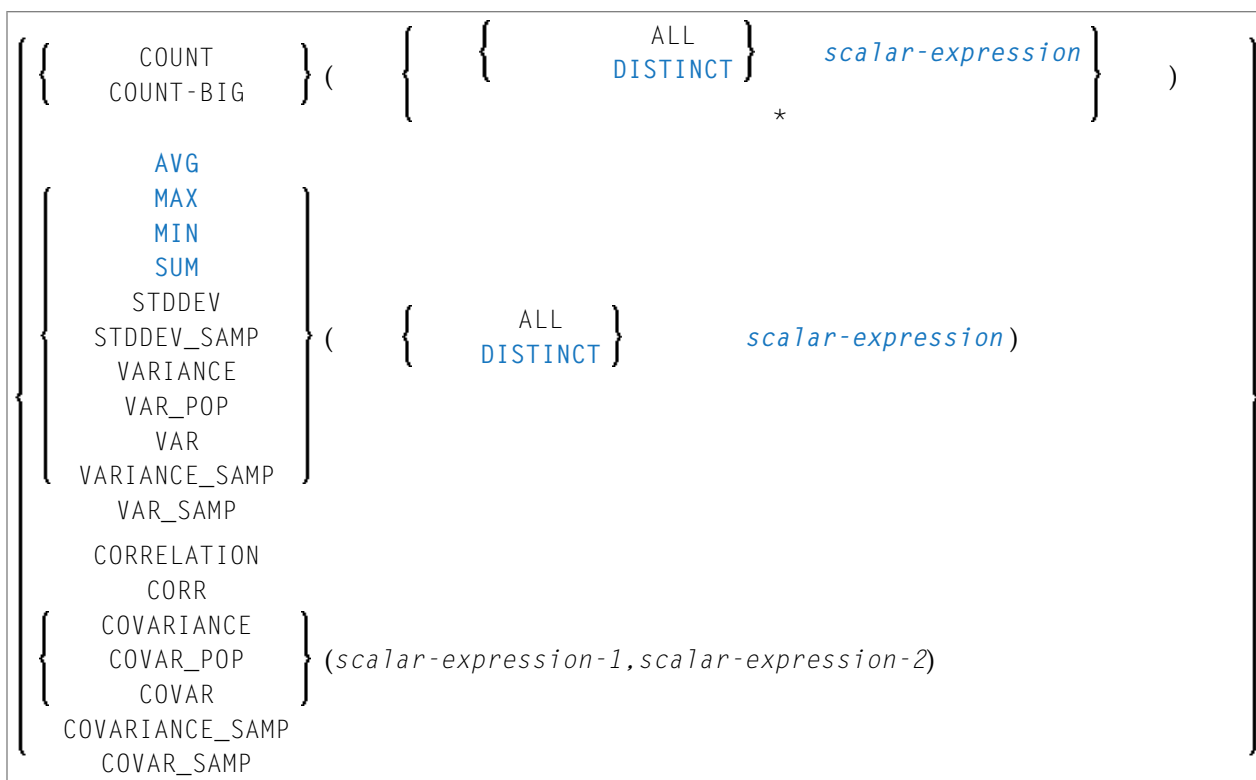 COUNT
COUNT-BIG
(
ALL
DISTINCT
scalar-expression
*
)
AVG
MAX
MIN
SUM
STDDEV
STDDEV_SAMP
VARIANCE
VAR_POP
VAR
VARIANCE_SAMP
VAR_SAMP
(
ALL
DISTINCT
scalar-expression)
CORRELATION
CORR
COVARIANCE
COVAR_POP
COVAR
COVARIANCE_SAMP
COVAR_SAMP
(scalar-expression-1,scalar-expression-2)